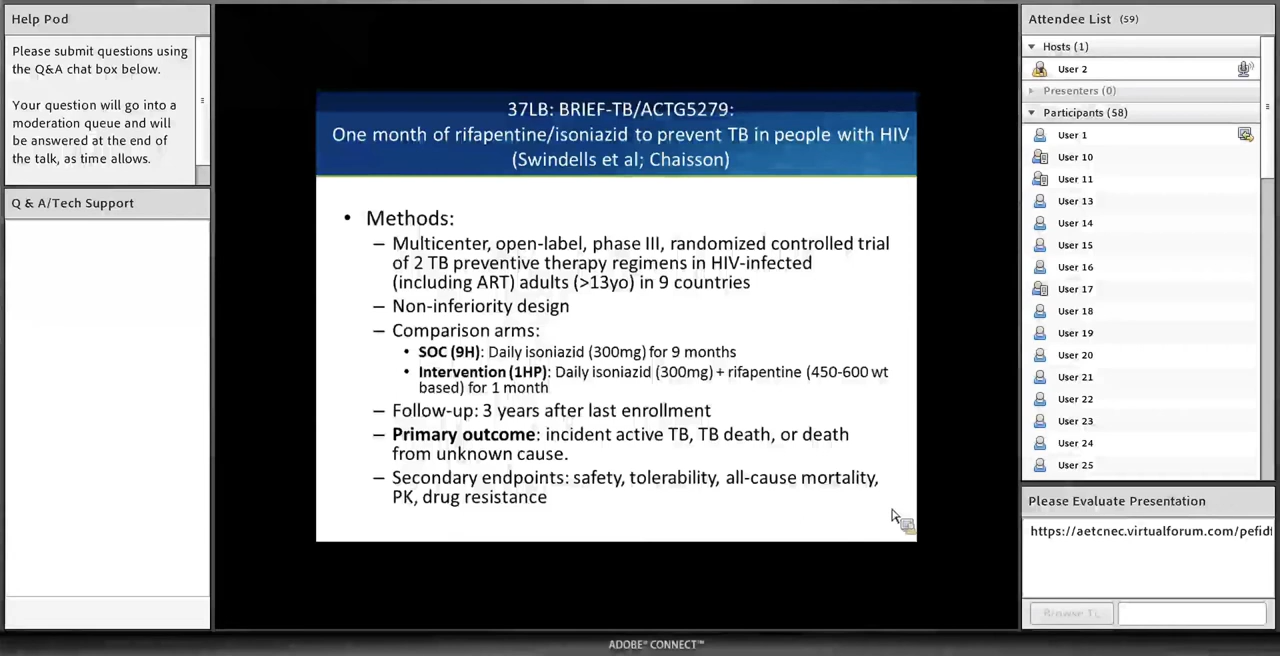 Help Pod
Please submit questions using
the Q&A chat box below.
Your question will go into a
moderation queue and will
be answered at the end of
the talk, as time allows.
Q & A/Tech Support
37LB: BRIEF-TB/ACTG5279:
One month of rifapentine/isoniazid to prevent TB in people with HIV
(Swindells et al; Chaisson)
• Methods:
– Multicenter, open-label, phase III, randomized controlled trial
of 2 TB preventive therapy regimens in HIV-infected
(including ART) adults (>13yo) in 9 countries
– Non-inferiority design
– Comparison arms:
• SOC (9H): Daily isoniazid (300mg) for 9 months
• Intervention (1HP): Daily isoniazid (300mg) + rifapentine (450-600 wt
based) for 1 month
– Follow-up: 3 years after last enrollment
– Primary outcome: incident active TB, TB death, or death
from unknown cause.
– Secondary endpoints: safety, tolerability, all-cause mortality,
PK, drug resistance
Attendee List (59)
Hosts (1)
User 2
Presenters (0)
Participants (58)
User 1
User 10
User 11
User 13
User 14
User 15
User 16
User 17
User 18
User 19
User 20
User 21
User 22
User 23
User 24
User 25
Please Evaluate Presentation
https://aetcnec.virtualforum.com/pefidf
Browse T
ADOBE® CONNECT™